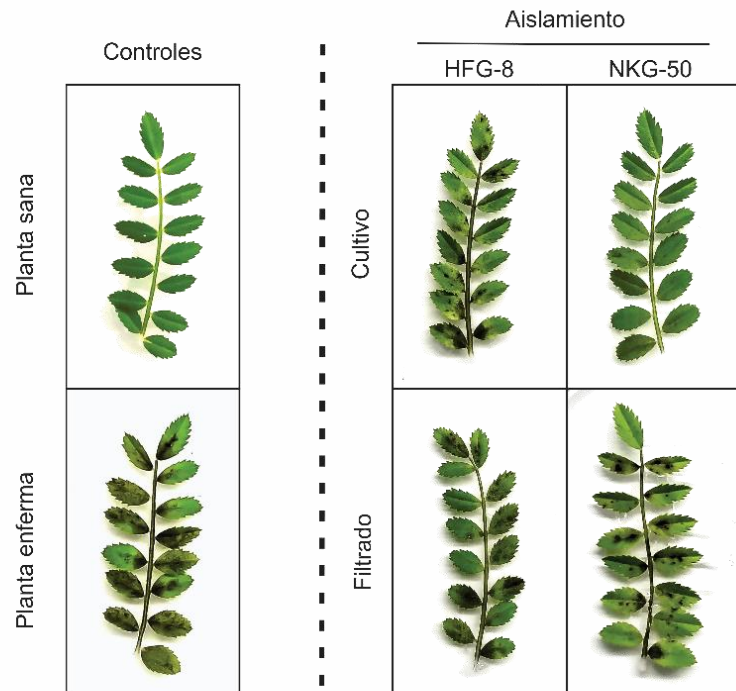 Controles
Aislamiento
HFG-8
NKG-50
Planta sana
Cultivo
Planta enferma
Filtrado